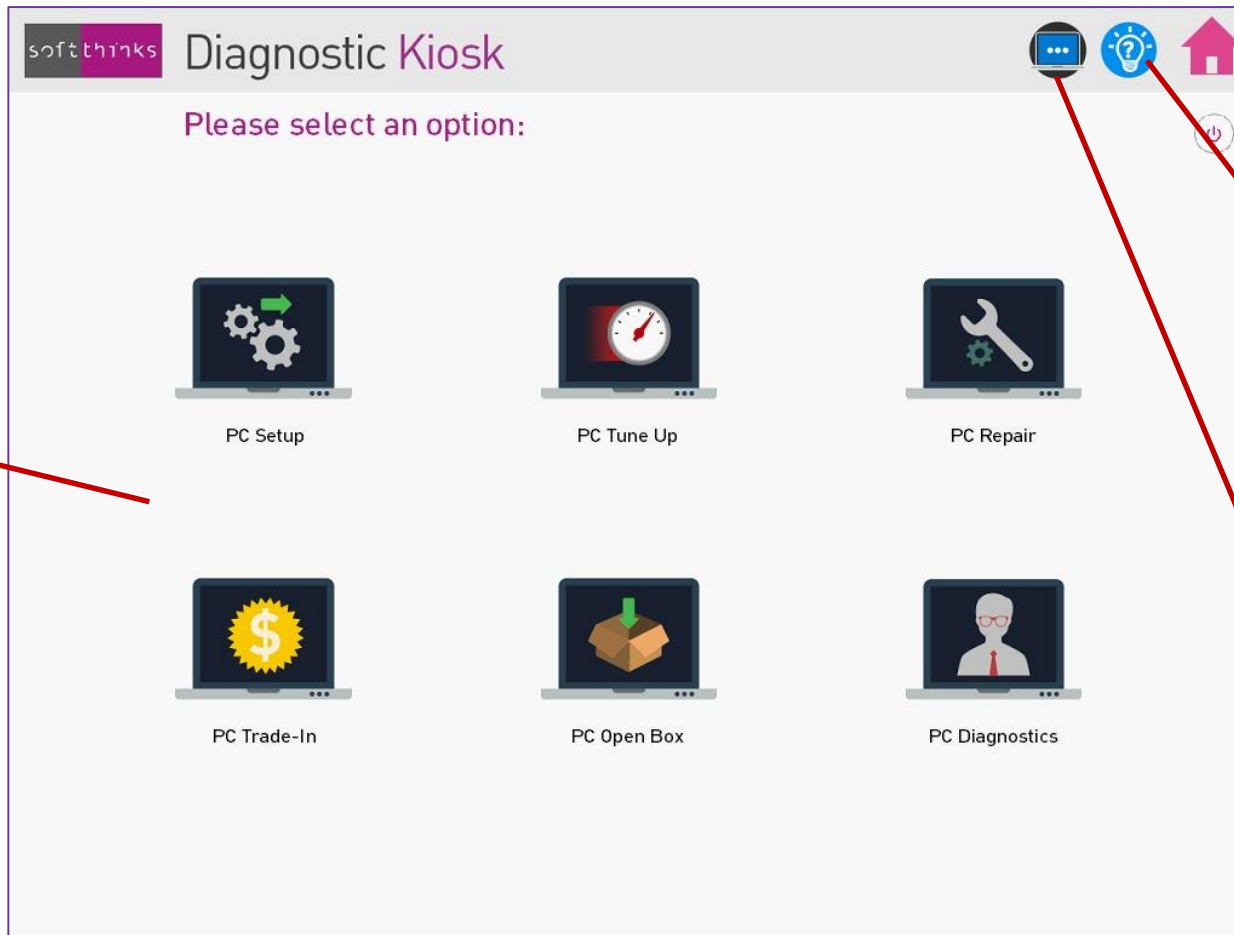 softthinks Diagnostic Kiosk
Please select an option:
PC Setup PC Tune Up PC Repair
PC Trade-In PC Open Box PC Diagnostics